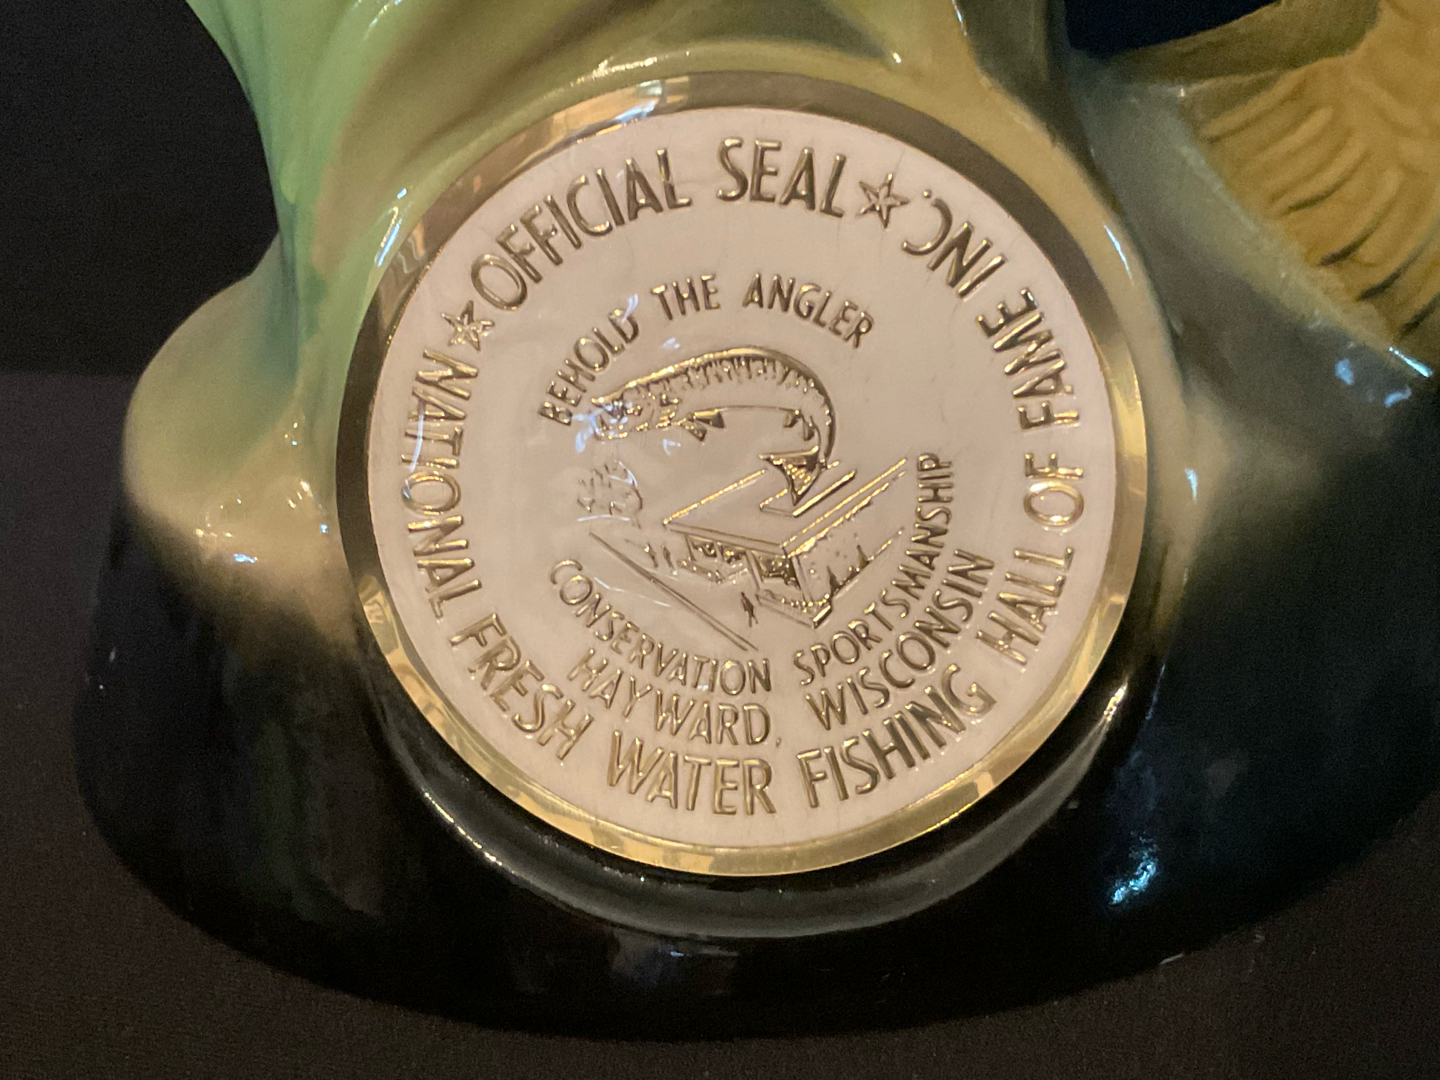 ★ OFFICIAL SEAL ★
NATIONAL FRESH WATER FISHING HALL OF FAME INC.
BEHOLD THE ANGLER
CONSERVATION SPORTSMANSHIP
HAYWARD, WISCONSIN